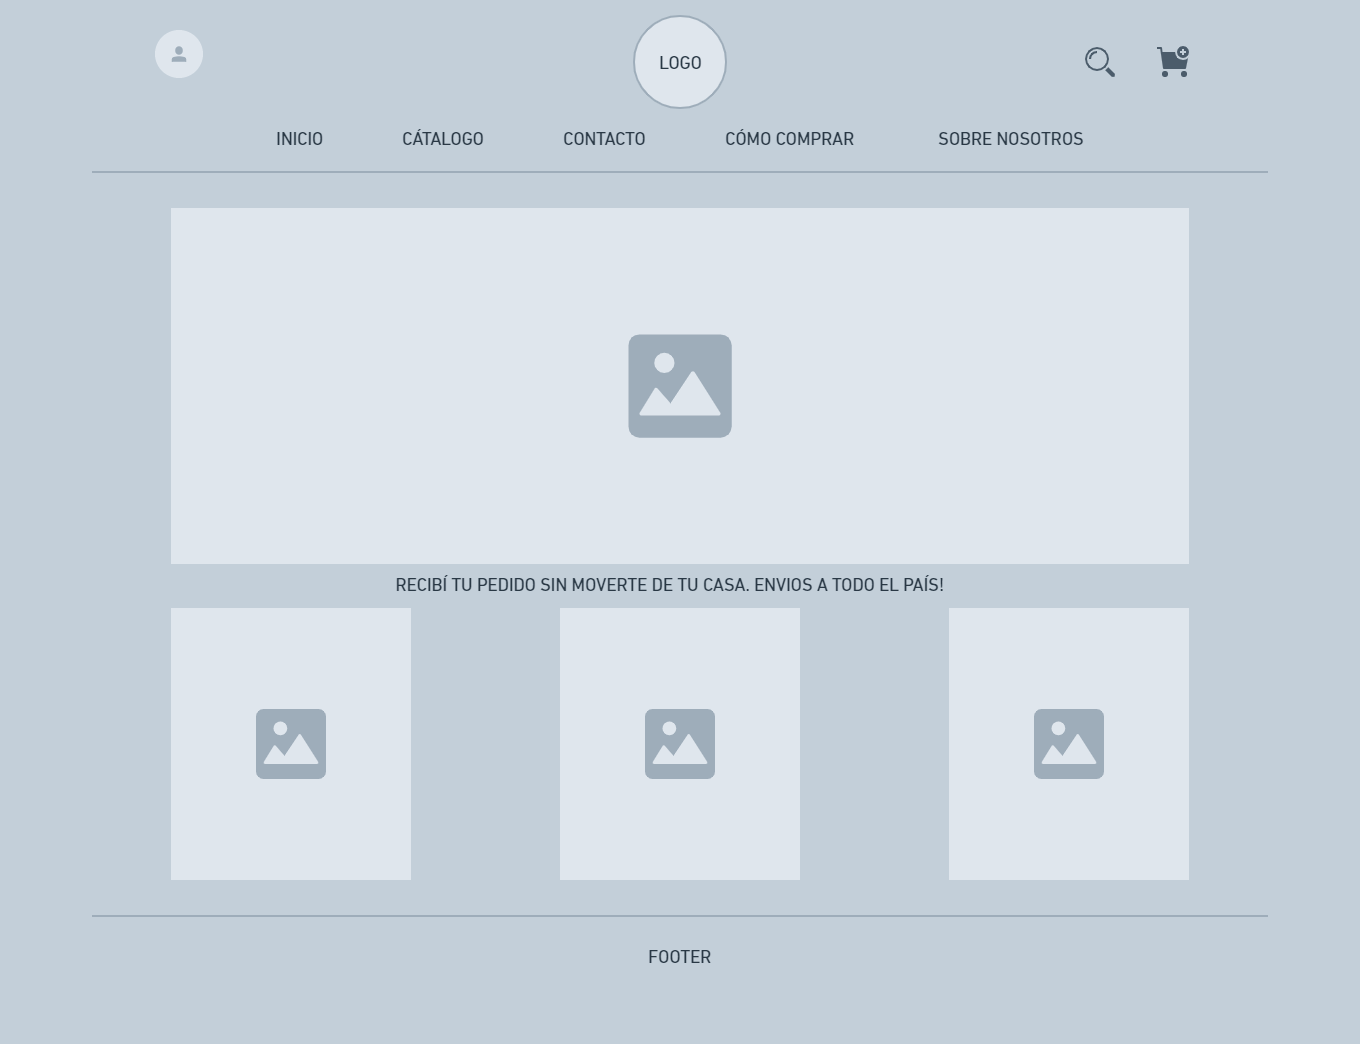 LOGO
INICIO CÁTALOGO CONTACTO CÓMO COMPRAR SOBRE NOSOTROS
RECIBÍ TU PEDIDO SIN MOVERTE DE TU CASA. ENVIOS A TODO EL PAÍS!
FOOTER